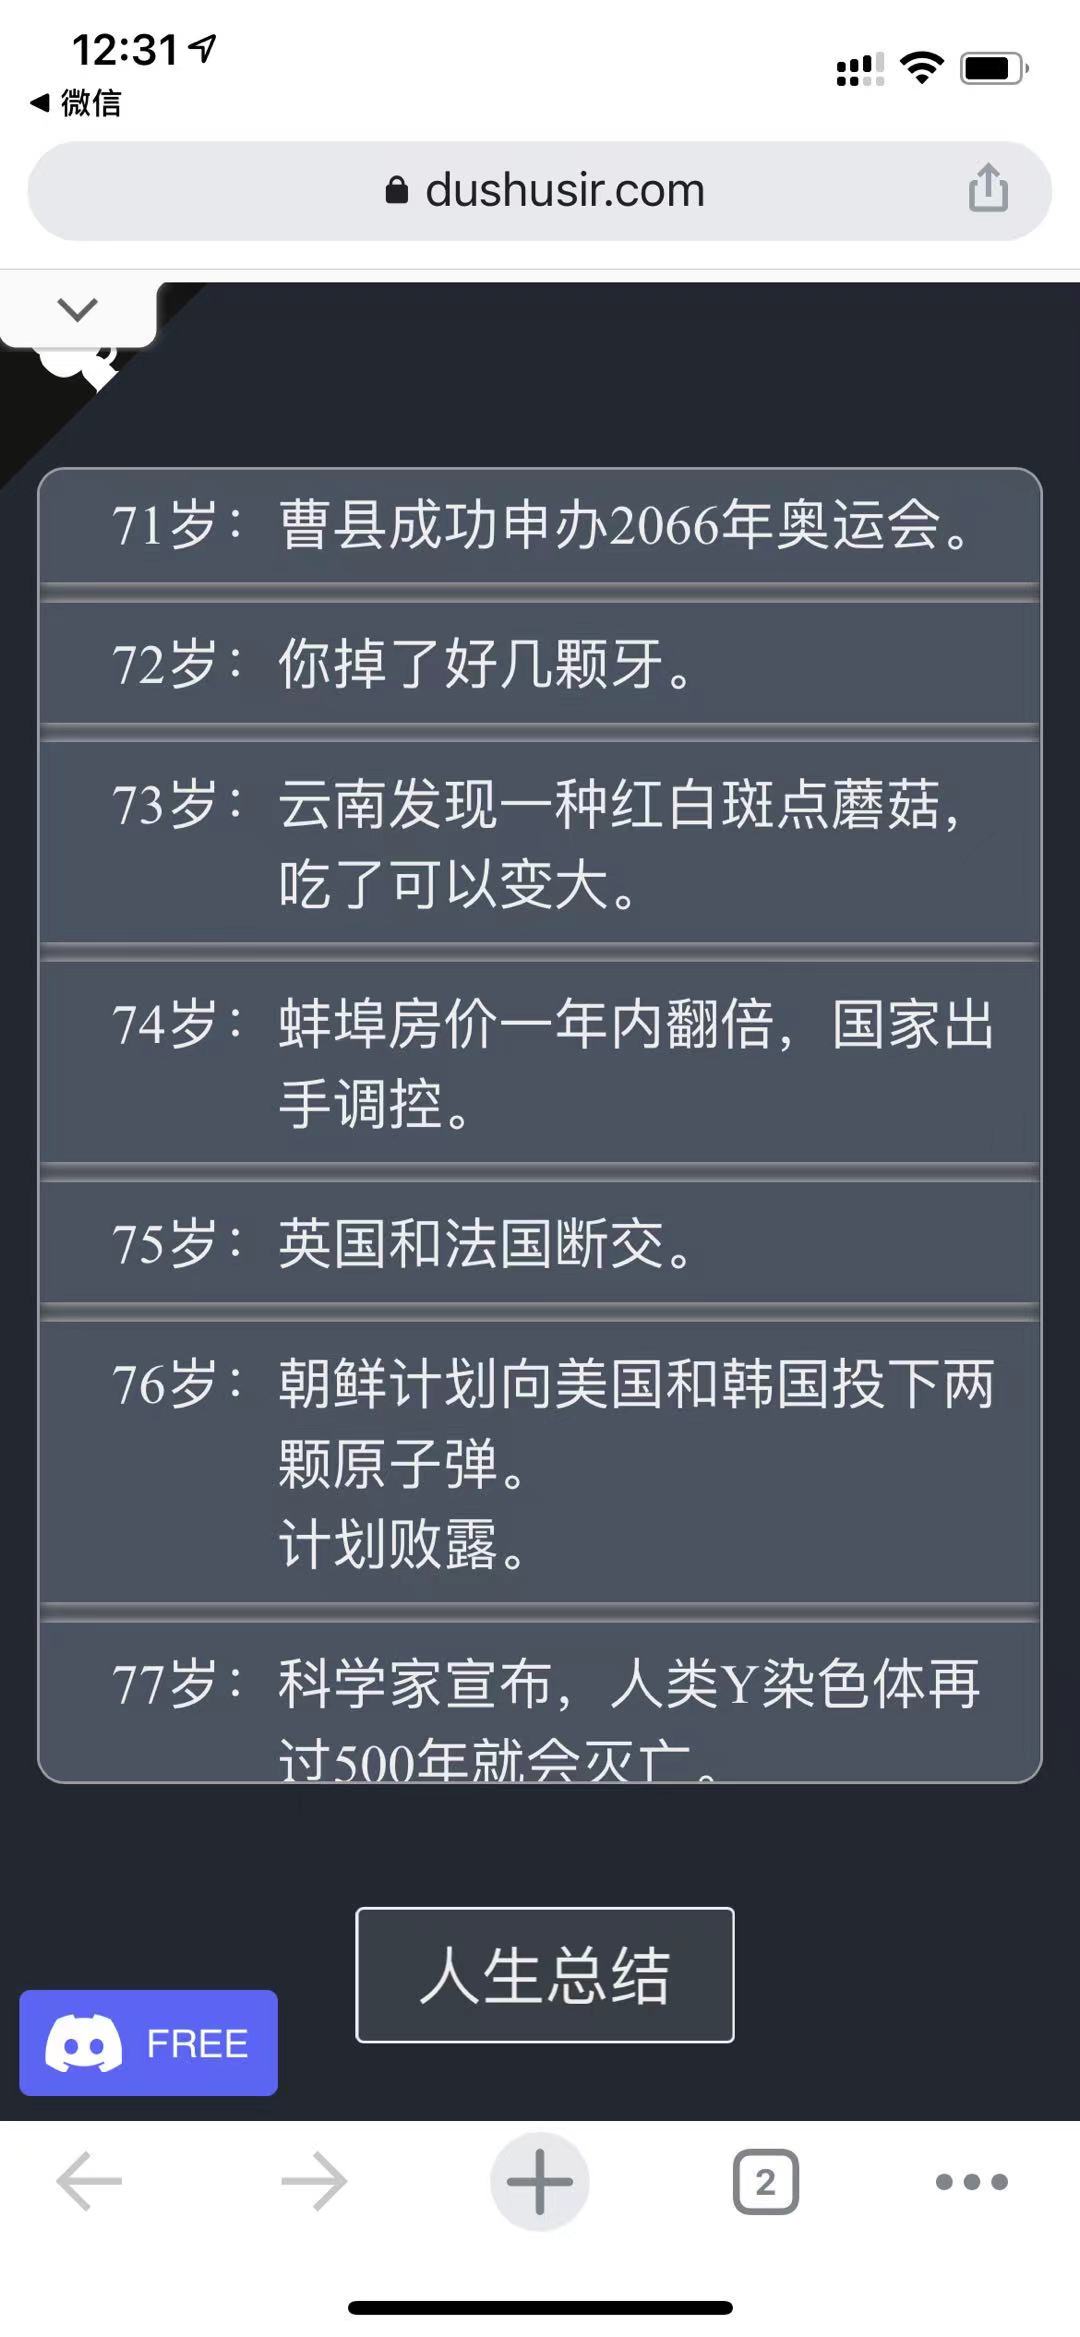 12:31
微信
dushusir.com
71岁： 曹县成功申办2066年奥运会。
72岁： 你掉了好几颗牙。
73岁： 云南发现一种红白斑点蘑菇，
吃了可以变大。
74岁： 蚌埠房价一年内翻倍，国家出
手调控。
75岁： 英国和法国断交。
76岁： 朝鲜计划向美国和韩国投下两
颗原子弹。
计划败露。
77岁： 科学家宣布，人类Y染色体再
过500年就会灭亡。
人生总结
FREE
2